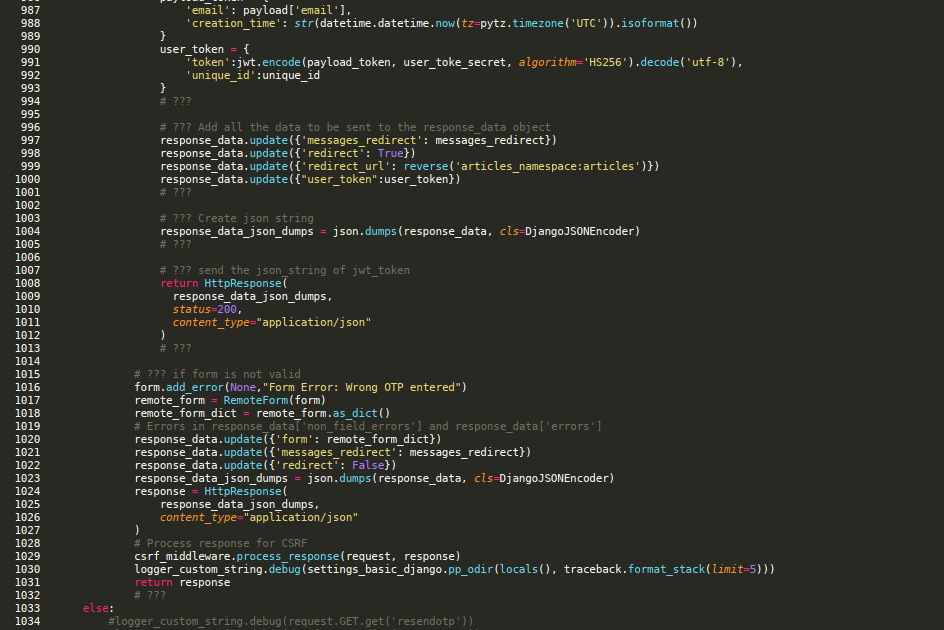 987 'email': payload['email'],
988 'creation_time': str(datetime.datetime.now(tz=pytz.timezone('UTC')).isoformat())
989 }
990 user_token = {
991 'token':jwt.encode(payload_token, user_toke_secret, algorithm='HS256').decode('utf-8'),
992 'unique_id':unique_id
993 }
994 # ???
995
996 # ??? Add all the data to be sent to the response_data object
997 response_data.update({'messages_redirect': messages_redirect})
998 response_data.update({'redirect': True})
999 response_data.update({'redirect_url': reverse('articles_namespace:articles')})
1000 response_data.update({"user_token":user_token})
1001 # ???
1002
1003 # ??? Create json string
1004 response_data_json_dumps = json.dumps(response_data, cls=DjangoJSONEncoder)
1005 # ???
1006
1007 # ??? send the json_string of jwt_token
1008 return HttpResponse(
1009 response_data_json_dumps,
1010 status=200,
1011 content_type="application/json"
1012 )
1013 # ???
1014
1015 # ??? if form is not valid
1016 form.add_error(None,"Form Error: Wrong OTP entered")
1017 remote_form = RemoteForm(form)
1018 remote_form_dict = remote_form.as_dict()
1019 # Errors in response_data['non_field_errors'] and response_data['errors']
1020 response_data.update({'form': remote_form_dict})
1021 response_data.update({'messages_redirect': messages_redirect})
1022 response_data.update({'redirect': False})
1023 response_data_json_dumps = json.dumps(response_data, cls=DjangoJSONEncoder)
1024 response = HttpResponse(
1025 response_data_json_dumps,
1026 content_type="application/json"
1027 )
1028 # Process response for CSRF
1029 csrf_middleware.process_response(request, response)
1030 logger_custom_string.debug(settings_basic_django.pp_odir(locals(), traceback.format_stack(limit=5)))
1031 return response
1032 # ???
1033 else:
1034 #logger_custom_string.debug(request.GET.get('resendotp'))